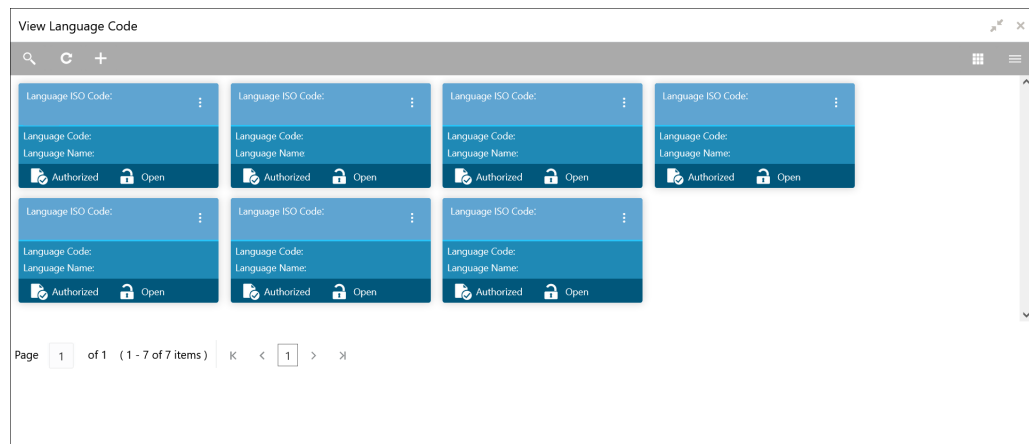 View Language Code
Language ISO Code: Language ISO Code: Language ISO Code: Language ISO Code:
Language Code: Language Code: Language Code: Language Code:
Language Name: Language Name: Language Name: Language Name:
Authorized Open Authorized Open Authorized Open Authorized Open
Language ISO Code: Language ISO Code: Language ISO Code:
Language Code: Language Code: Language Code:
Language Name: Language Name: Language Name:
Authorized Open Authorized Open Authorized Open
Page 1 of 1 ( 1 - 7 of 7 items ) 1